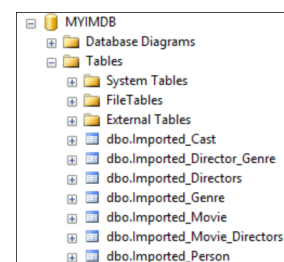 MYIMDB
Database Diagrams
Tables
System Tables
FileTables
External Tables
dbo.Imported_Cast
dbo.Imported_Director_Genre
dbo.Imported_Directors
dbo.Imported_Genre
dbo.Imported_Movie
dbo.Imported_Movie_Directors
dbo.Imported_Person